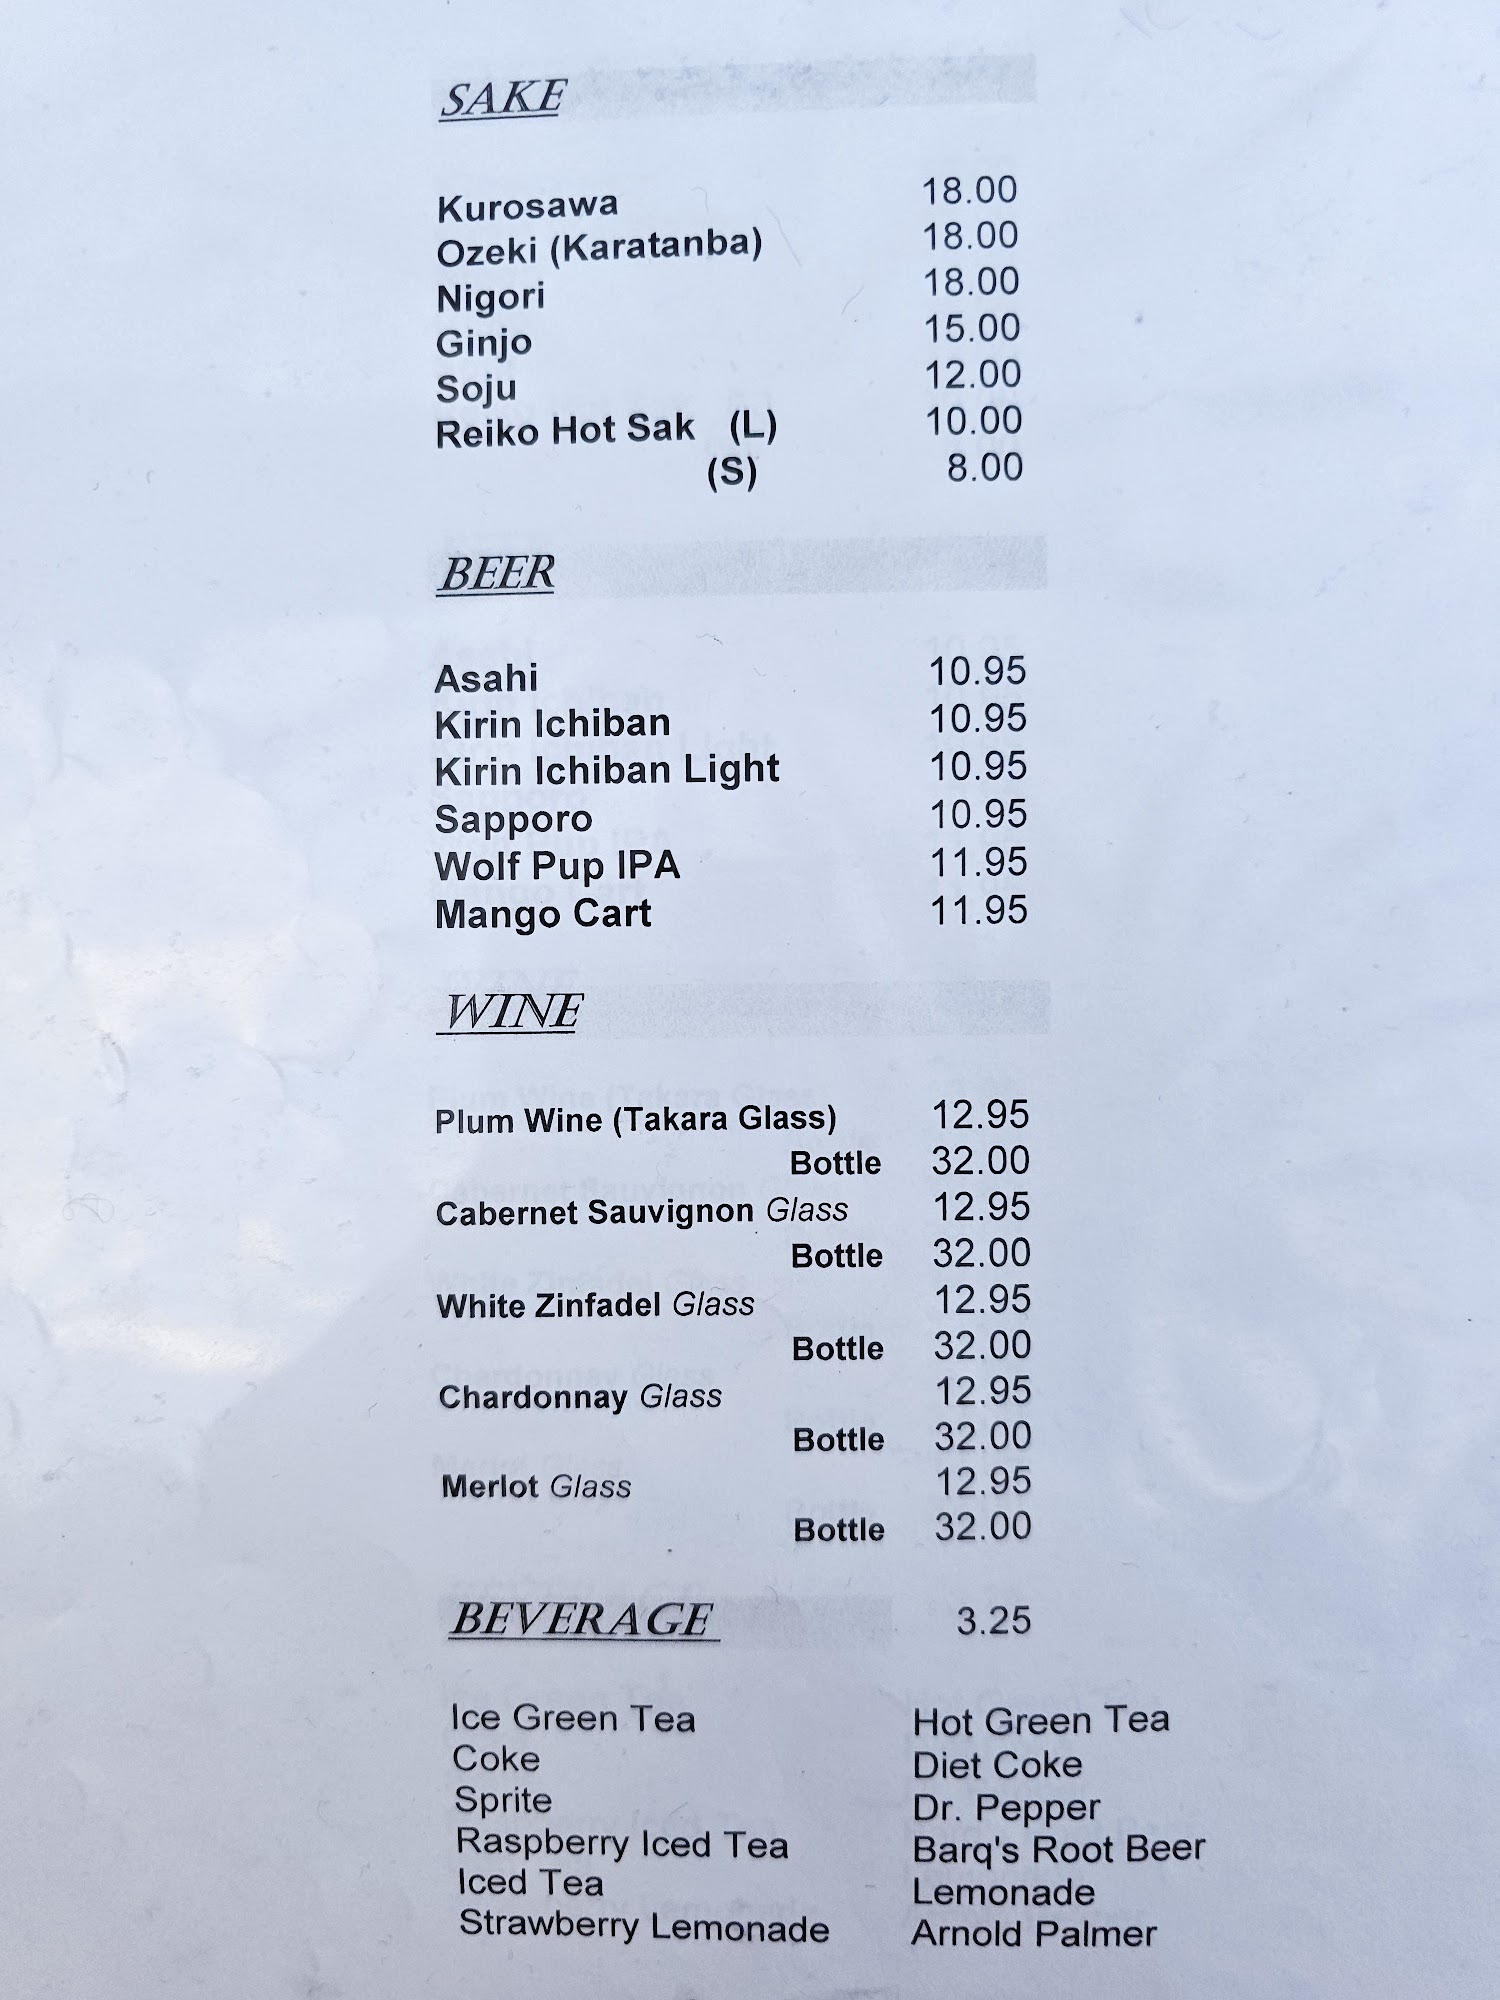 SAKE
Kurosawa 18.00
Ozeki (Karatanba) 18.00
Nigori 18.00
Ginjo 15.00
Soju 12.00
Reiko Hot Sak (L) 10.00
(S) 8.00
BEER
Asahi 10.95
Kirin Ichiban 10.95
Kirin Ichiban Light 10.95
Sapporo 10.95
Wolf Pup IPA 11.95
Mango Cart 11.95
WINE
Plum Wine (Takara Glass) 12.95
Bottle 32.00
Cabernet Sauvignon Glass 12.95
Bottle 32.00
White Zinfadel Glass 12.95
Bottle 32.00
Chardonnay Glass 12.95
Bottle 32.00
Merlot Glass 12.95
Bottle 32.00
BEVERAGE 3.25
Ice Green Tea Hot Green Tea
Coke Diet Coke
Sprite Dr. Pepper
Raspberry Iced Tea Barq's Root Beer
Iced Tea Lemonade
Strawberry Lemonade Arnold Palmer